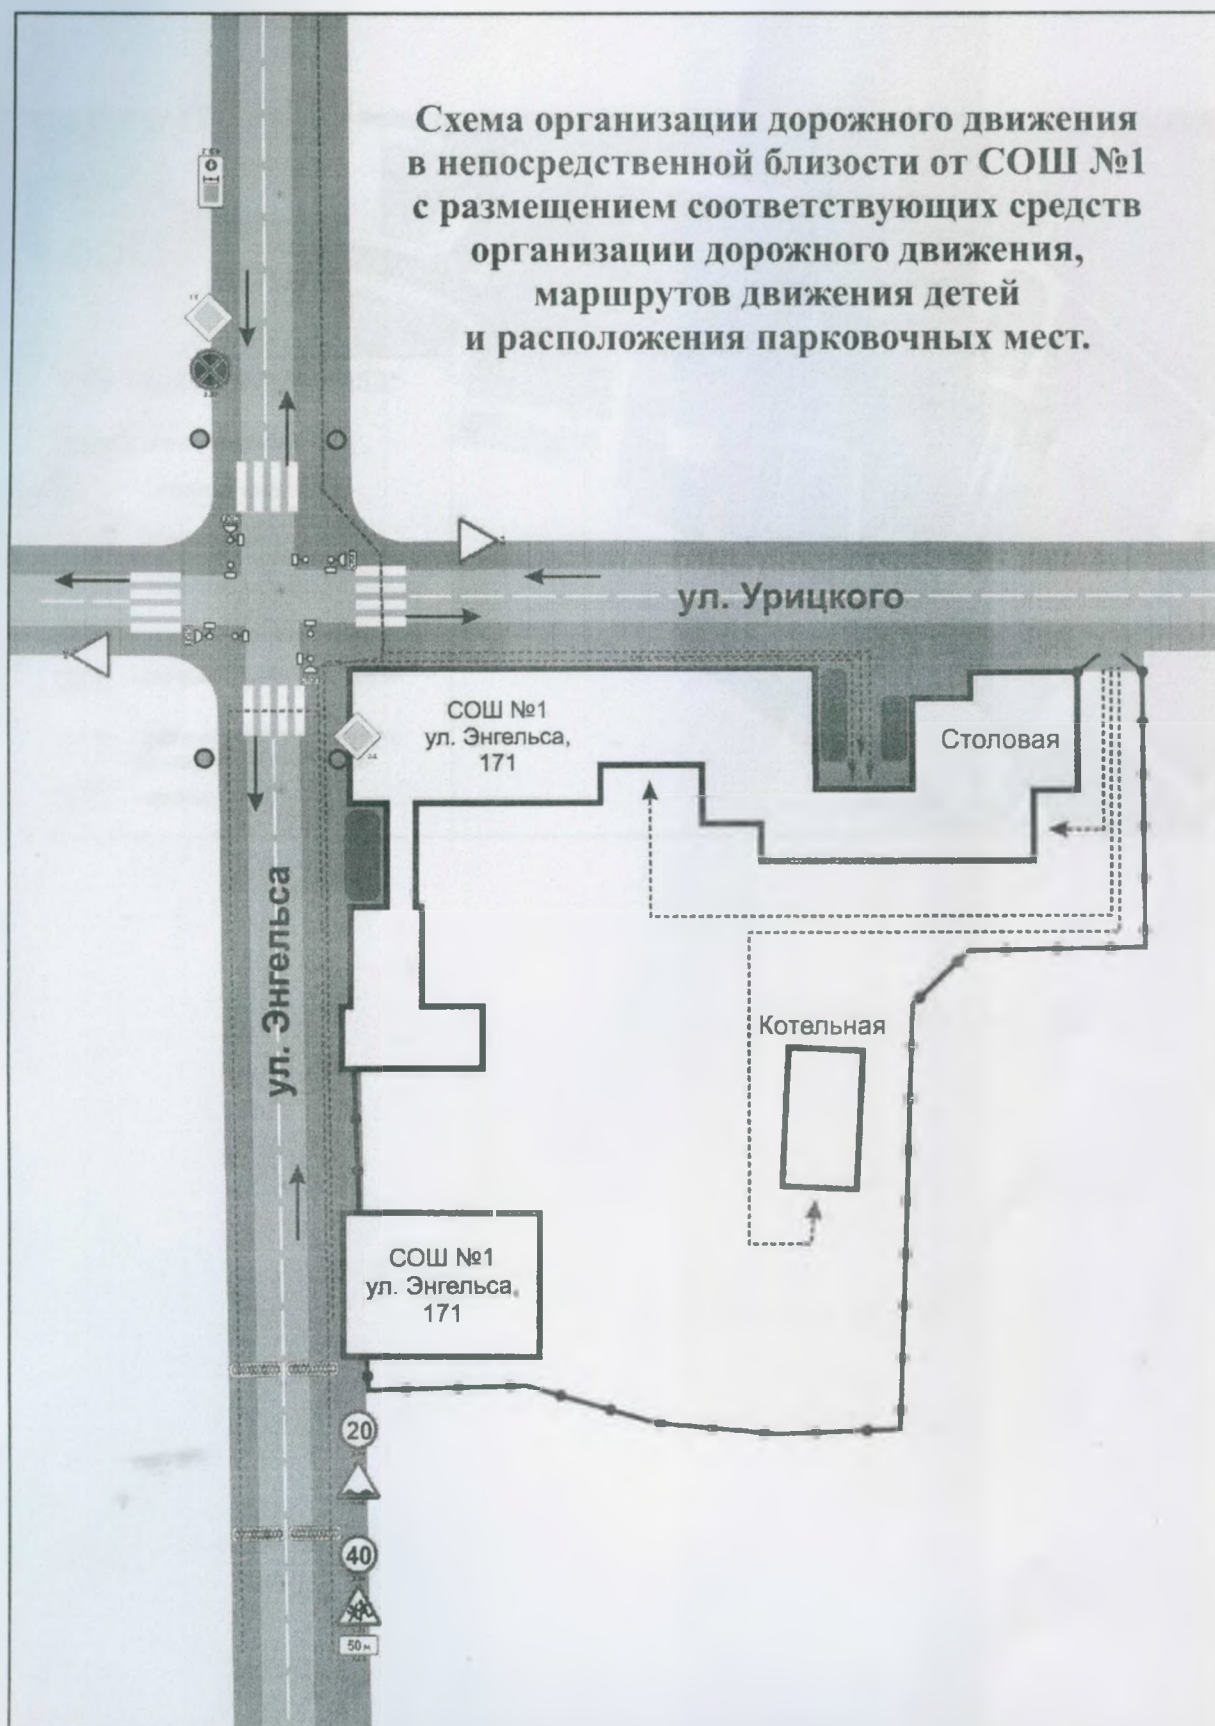 Схема организации дорожного движения
в непосредственной близости от СОШ №1
с размещением соответствующих средств
организации дорожного движения,
маршрутов движения детей
и расположения парковочных мест.
ул. Урицкого
СОШ №1
ул. Энгельса,
171
Столовая
ул. Энгельса
Котельная
СОШ №1
ул. Энгельса,
171
20
40
50 м